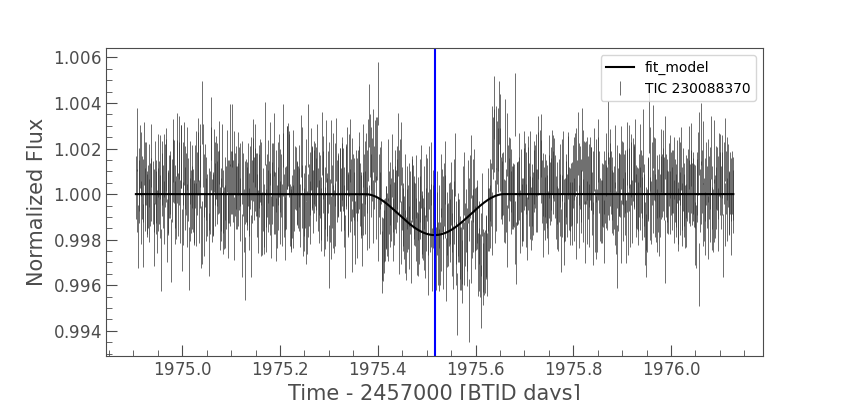 1.006
1.004
1.002
1.000
0.998
0.996
0.994
Normalized Flux
fit_model
TIC 230088370
1975.0 1975.2 1975.4 1975.6 1975.8 1976.0
Time - 2457000 [BTJD days]